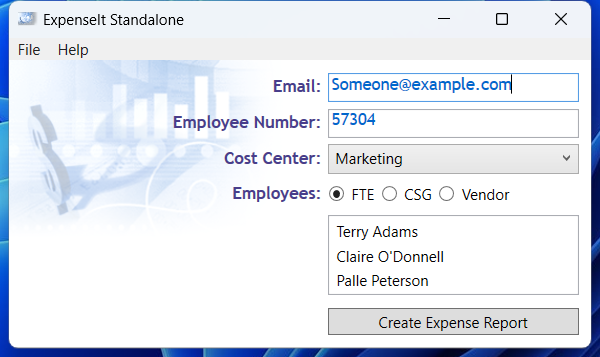 ExpenseIt Standalone
File Help
Email: Someone@example.com
Employee Number: 57304
Cost Center: Marketing
Employees: FTE CSG Vendor
Terry Adams
Claire O'Donnell
Palle Peterson
Create Expense Report